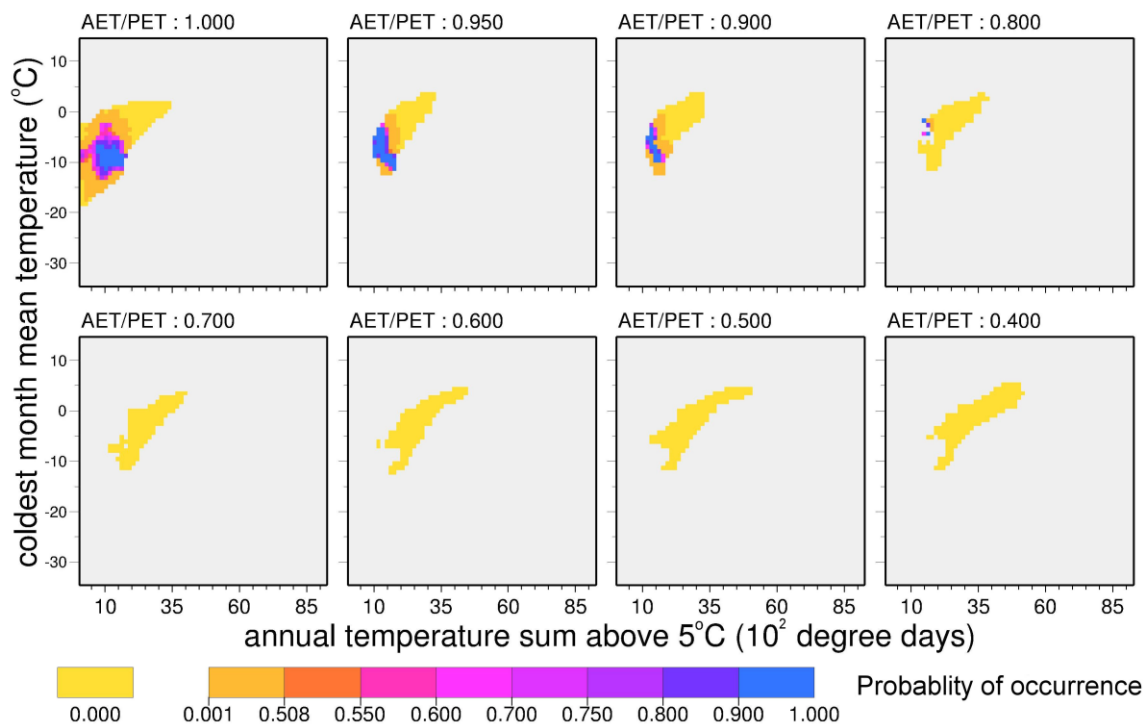 AET/PET : 1.000
AET/PET : 0.950
AET/PET : 0.900
AET/PET : 0.800
10
0
-10
-20
-30
AET/PET : 0.700
AET/PET : 0.600
AET/PET : 0.500
AET/PET : 0.400
10
0
-10
-20
-30
coldest month mean temperature (°C)
10 35 60 85 10 35 60 85 10 35 60 85 10 35 60 85
annual temperature sum above 5°C (10² degree days)
0.000 0.001 0.508 0.550 0.600 0.700 0.750 0.800 0.900 1.000
Probablity of occurrence